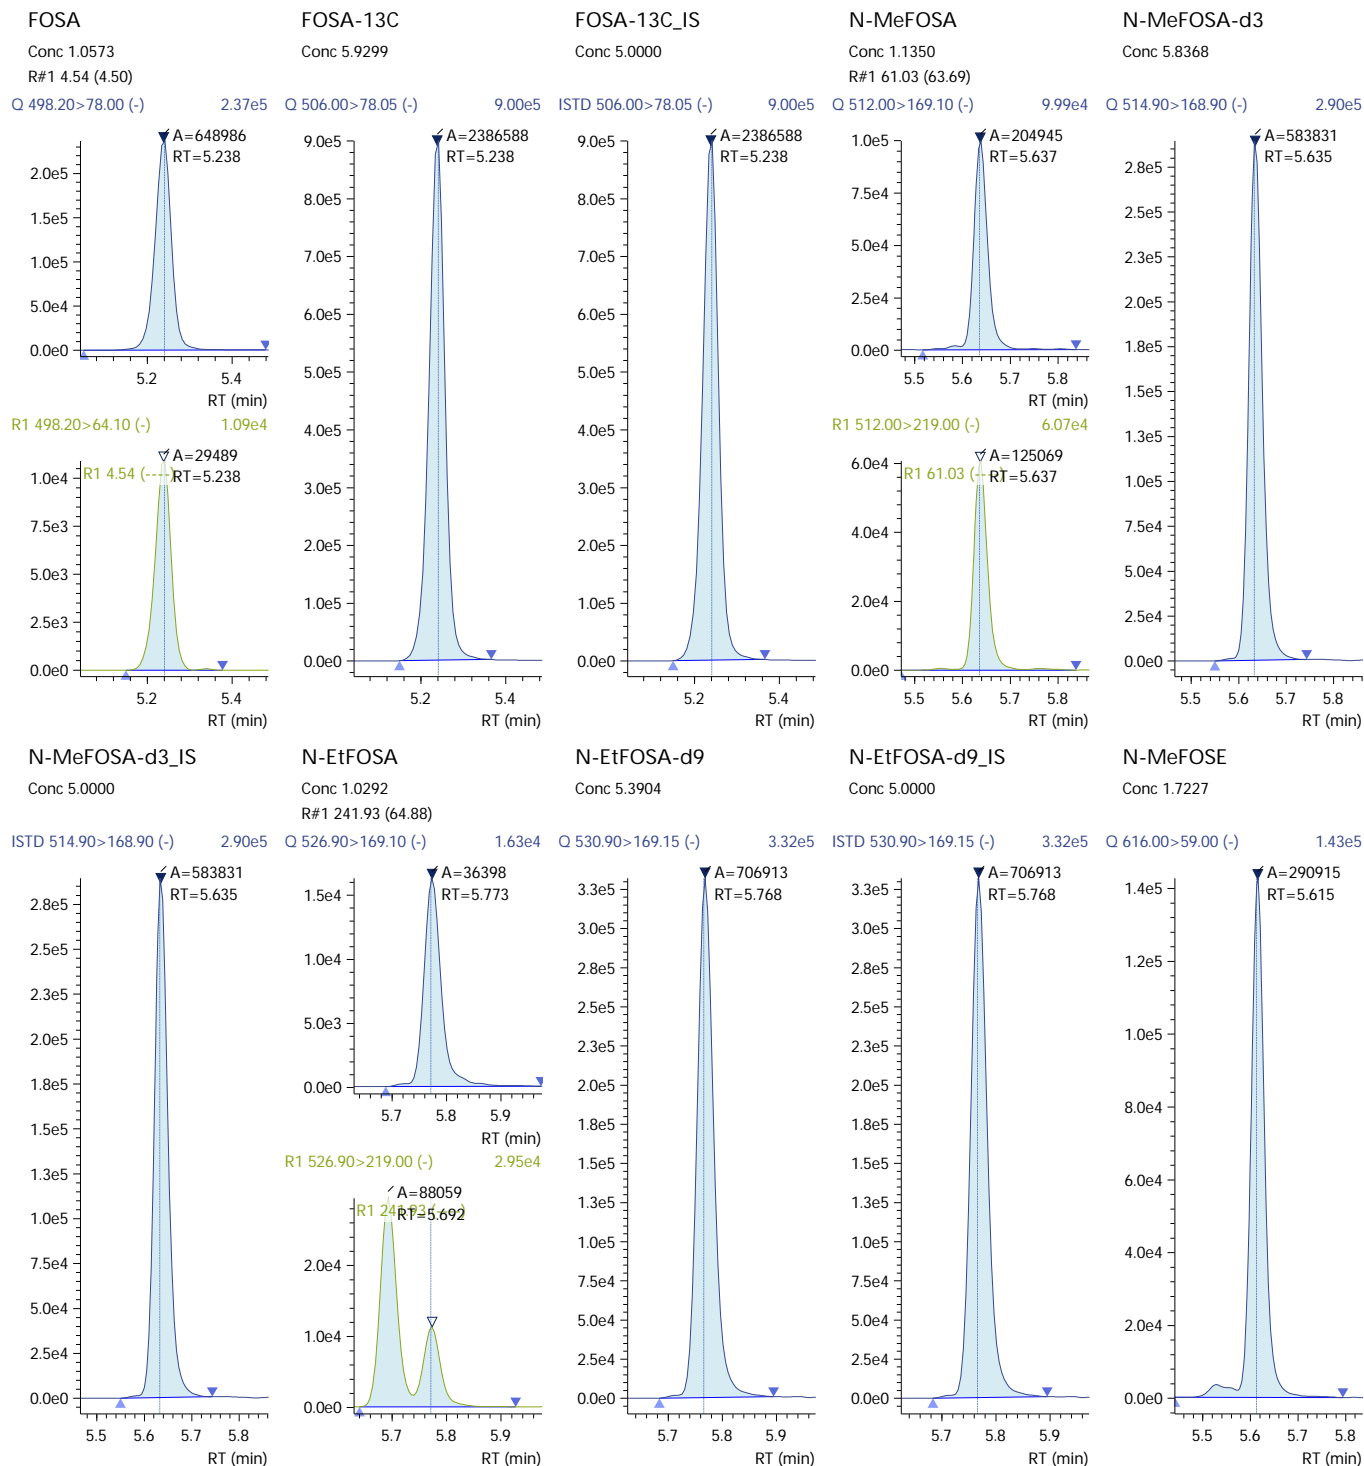 FOSA
Conc 1.0573
R#1 4.54 (4.50)
Q 498.20>78.00 (-) 2.37e5
A=648986
RT=5.238
2.0e5
1.5e5
1.0e5
5.0e4
0.0e0
5.2 5.4
RT (min)
R1 498.20>64.10 (-) 1.09e4
A=29489
R1 4.54 (----)
RT=5.238
1.0e4
7.5e3
5.0e3
2.5e3
0.0e0
5.2 5.4
RT (min)
FOSA-13C
Conc 5.9299
Q 506.00>78.05 (-) 9.00e5
A=2386588
RT=5.238
9.0e5
8.0e5
7.0e5
6.0e5
5.0e5
4.0e5
3.0e5
2.0e5
1.0e5
0.0e0
5.2 5.4
RT (min)
FOSA-13C_IS
Conc 5.0000
ISTD 506.00>78.05 (-) 9.00e5
A=2386588
RT=5.238
9.0e5
8.0e5
7.0e5
6.0e5
5.0e5
4.0e5
3.0e5
2.0e5
1.0e5
0.0e0
5.2 5.4
RT (min)
N-MeFOSA
Conc 1.1350
R#1 61.03 (63.69)
Q 512.00>169.10 (-) 9.99e4
A=204945
RT=5.637
1.0e5
7.5e4
5.0e4
2.5e4
0.0e0
5.5 5.6 5.7 5.8
RT (min)
R1 512.00>219.00 (-) 6.07e4
A=125069
R1 61.03 (----)
RT=5.637
6.0e4
4.0e4
2.0e4
0.0e0
5.5 5.6 5.7 5.8
RT (min)
N-MeFOSA-d3
Conc 5.8368
Q 514.90>168.90 (-) 2.90e5
A=583831
RT=5.635
2.8e5
2.5e5
2.3e5
2.0e5
1.8e5
1.5e5
1.3e5
1.0e5
7.5e4
5.0e4
2.5e4
0.0e0
5.5 5.6 5.7 5.8
RT (min)
N-MeFOSA-d3_IS
Conc 5.0000
ISTD 514.90>168.90 (-) 2.90e5
A=583831
RT=5.635
2.8e5
2.5e5
2.3e5
2.0e5
1.8e5
1.5e5
1.3e5
1.0e5
7.5e4
5.0e4
2.5e4
0.0e0
5.5 5.6 5.7 5.8
RT (min)
N-EtFOSA
Conc 1.0292
R#1 241.93 (64.88)
Q 526.90>169.10 (-) 1.63e4
A=36398
RT=5.773
1.5e4
1.0e4
5.0e3
0.0e0
5.7 5.8 5.9
RT (min)
R1 526.90>219.00 (-) 2.95e4
A=88059
R1 241.93 (----)
RT=5.692
2.0e4
1.0e4
0.0e0
5.7 5.8 5.9
RT (min)
N-EtFOSA-d9
Conc 5.3904
Q 530.90>169.15 (-) 3.32e5
A=706913
RT=5.768
3.3e5
3.0e5
2.8e5
2.5e5
2.3e5
2.0e5
1.8e5
1.5e5
1.3e5
1.0e5
7.5e4
5.0e4
2.5e4
0.0e0
5.7 5.8 5.9
RT (min)
N-EtFOSA-d9_IS
Conc 5.0000
ISTD 530.90>169.15 (-) 3.32e5
A=706913
RT=5.768
3.3e5
3.0e5
2.8e5
2.5e5
2.3e5
2.0e5
1.8e5
1.5e5
1.3e5
1.0e5
7.5e4
5.0e4
2.5e4
0.0e0
5.7 5.8 5.9
RT (min)
N-MeFOSE
Conc 1.7227
Q 616.00>59.00 (-) 1.43e5
A=290915
RT=5.615
1.4e5
1.2e5
1.0e5
8.0e4
6.0e4
4.0e4
2.0e4
0.0e0
5.5 5.6 5.7 5.8
RT (min)